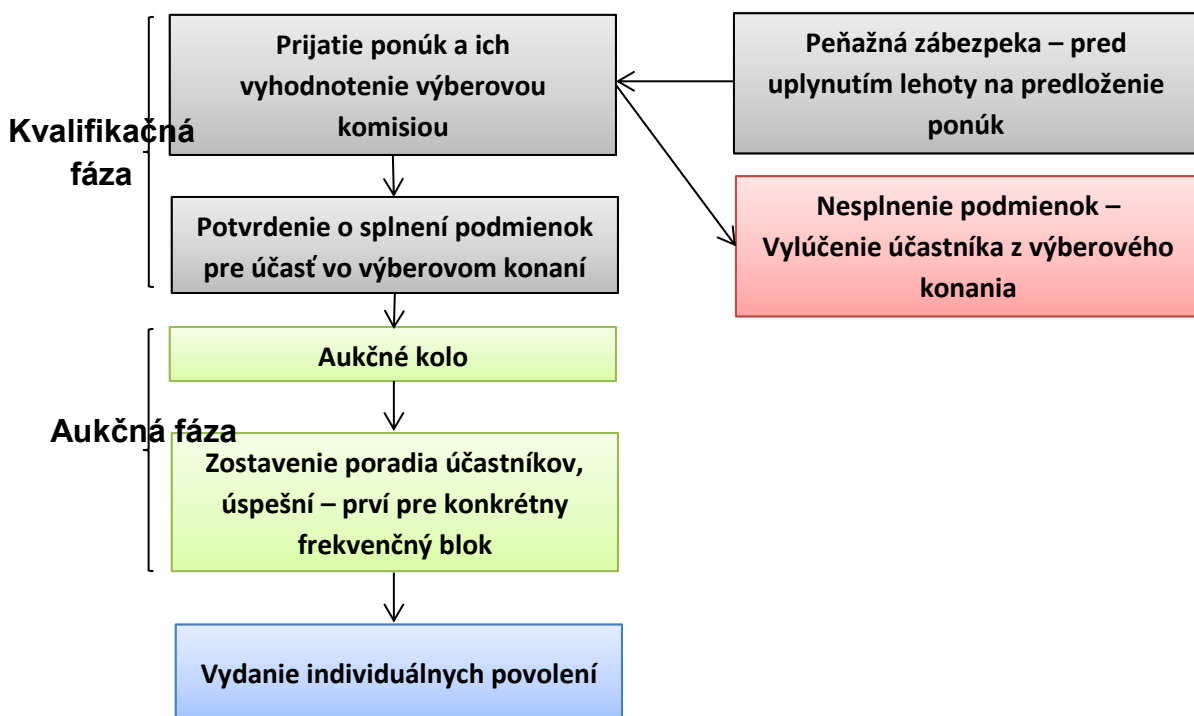 Kvalifikačná
fáza
Prijatie ponúk a ich
vyhodnotenie výberovou
komisiou
Peňažná zábezpeka – pred
uplynutím lehoty na predloženie
ponúk
Potvrdenie o splnení podmienok
pre účasť vo výberovom konaní
Nesplnenie podmienok –
Vylúčenie účastníka z výberového
konania
Aukčná fáza
Aukčné kolo
Zostavenie poradia účastníkov,
úspešní – prví pre konkrétny
frekvenčný blok
Vydanie individuálnych povolení